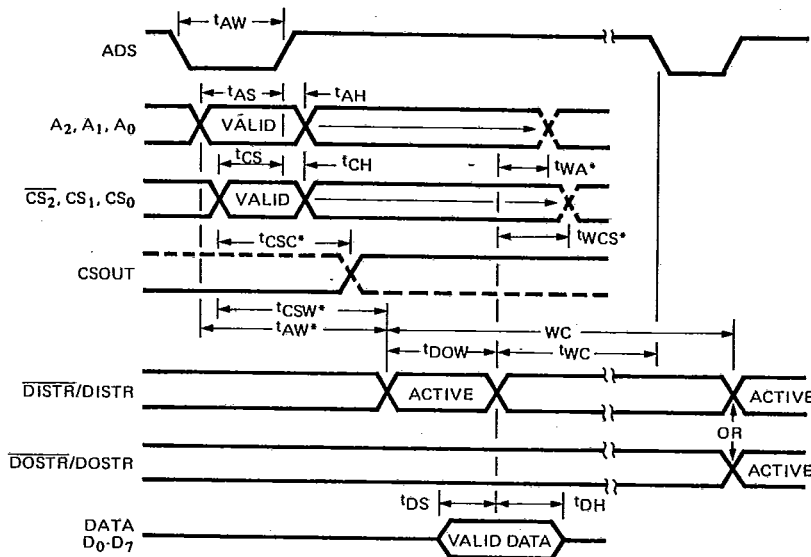 tAW
ADS
tAS
tAH
A2, A1, A0
VALID
tCS
tCH
tWA*
CS2, CS1, CS0
VALID
tWCS*
tCSC*
CSOUT
tCSW*
tAW*
WC
tDOW
tWC
DISTR/DISTR
ACTIVE
ACTIVE
OR
DOSTR/DOSTR
ACTIVE
tDS
tDH
DATA
D0-D7
VALID DATA